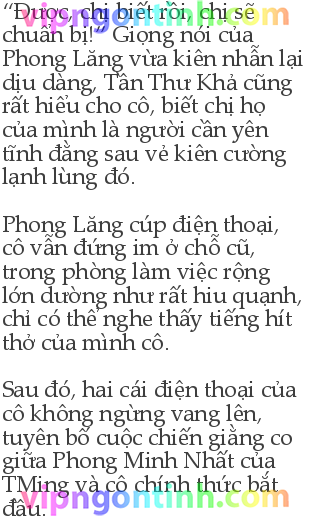 “Được, chị biết rồi, chị sẽ
chuẩn bị!” Giọng nói của
Phong Lăng vừa kiên nhẫn lại
dịu dàng, Tân Thư Khả cũng
rất hiểu cho cô, biết chị họ
của mình là người cần yên
tĩnh đằng sau vẻ kiên cường
lạnh lùng đó.

Phong Lăng cúp điện thoại,
cô vẫn đứng im ở chỗ cũ,
trong phòng làm việc rộng
lớn dường như rất hiu quạnh,
chỉ có thể nghe thấy tiếng hít
thở của mình cô.

Sau đó, hai cái điện thoại của
cô không ngừng vang lên,
tuyên bố cuộc chiến giằng co
giữa Phong Minh Nhất của
TMing và cô chính thức bắt
đầu.
vipngontinh.com
vipngontinh.com